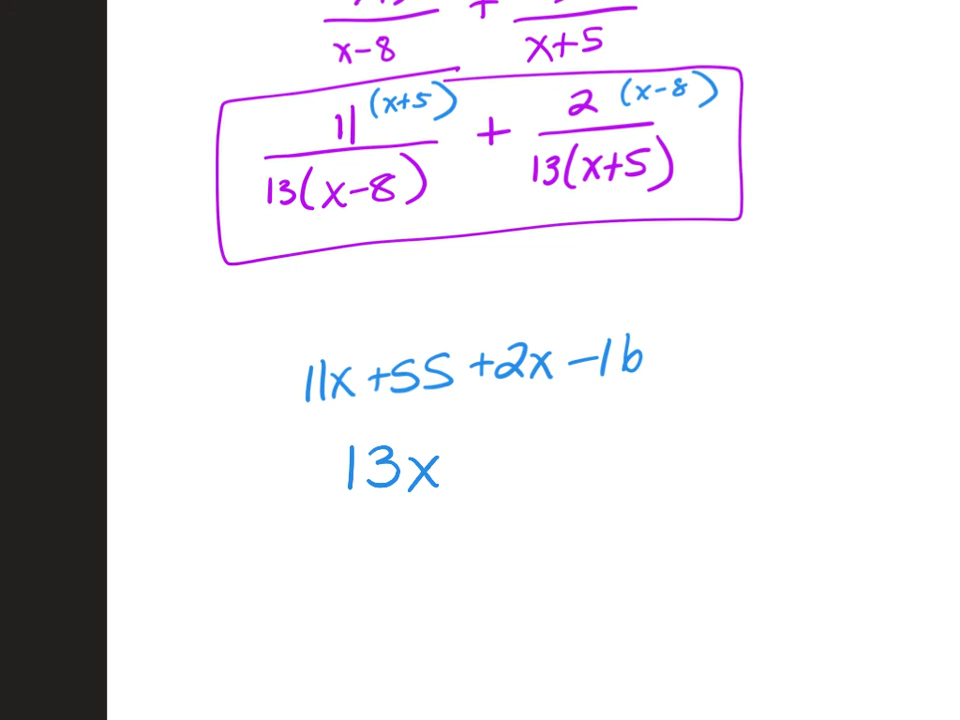 +
x-8 x+5
11 (x+5) + 2 (x-8)
13(x-8) 13(x+5)
11x +55 +2x -16
13x